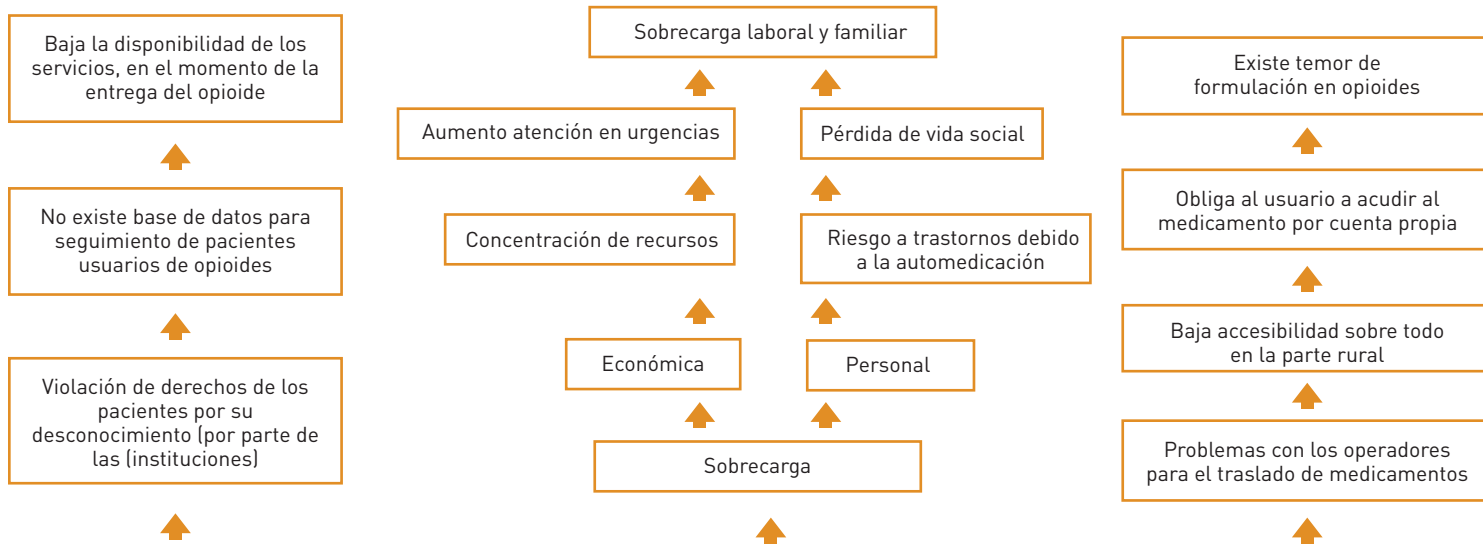 Baja la disponibilidad de los
servicios, en el momento de la
entrega del opioide
No existe base de datos para
seguimiento de pacientes
usuarios de opioides
Violación de derechos de los
pacientes por su
desconocimiento (por parte de
las (instituciones)
Sobrecarga laboral y familiar
Aumento atención en urgencias
Pérdida de vida social
Concentración de recursos
Riesgo a trastornos debido
a la automedicación
Económica
Personal
Sobrecarga
Existe temor de
formulación en opioides
Obliga al usuario a acudir al
medicamento por cuenta propia
Baja accesibilidad sobre todo
en la parte rural
Problemas con los operadores
para el traslado de medicamentos